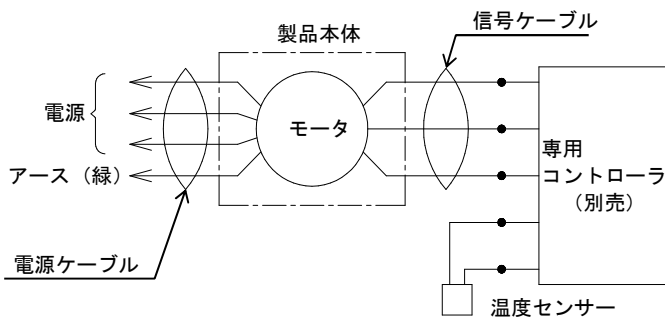 製品本体
信号ケーブル
電源
モータ
アース（緑）
専用
コントローラ
（別売）
電源ケーブル
温度センサー